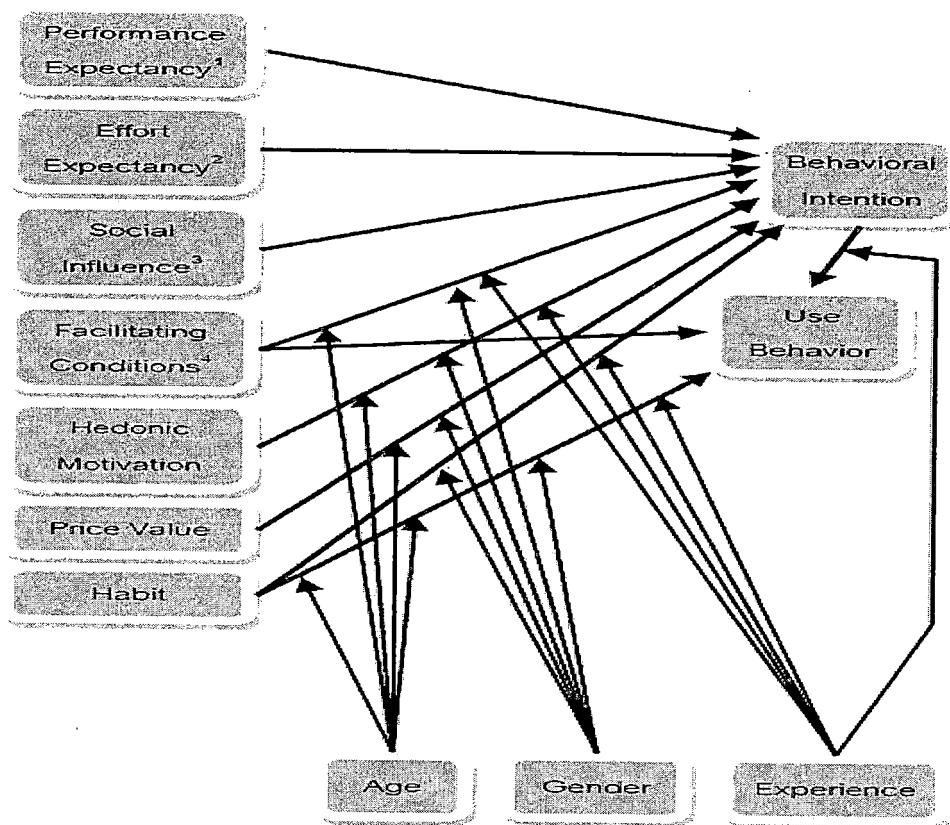 Performance
Expectancy¹
Effort
Expectancy²
Social
Influence³
Facilitating
Conditions⁴
Hedonic
Motivation
Price Value
Habit
Behavioral
Intention
Use
Behavior
Age
Gender
Experience